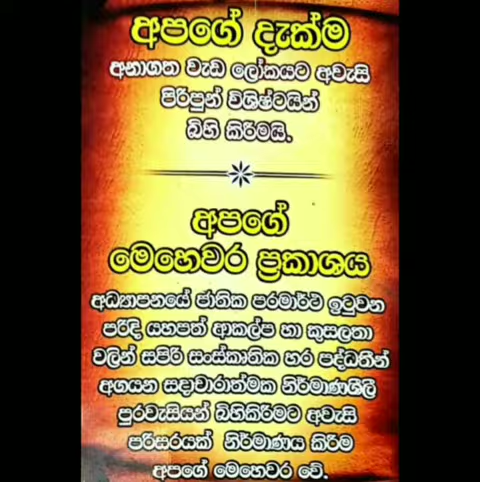 අපගේ දැක්ම
අනාගත වැඩ ලෝකයට අවැසි
පිරිපුන් විශිෂ්ටයින්
බිහි කිරීමයි.
අපගේ
මෙහෙවර ප්‍රකාශය
අධ්‍යාපනයේ ජාතික පරමාර්ථ ඉටුවන
පරිදි යහපත් ආකල්ප හා කුසලතා
වලින් සපිරි සංස්කෘතික හර පද්ධතීන්
අගයන සදාචාරාත්මක නිර්මාණශීලී
පුරවැසියන් බිහිකිරීමට අවැසි
පරිසරයක් නිර්මාණය කිරීම
අපගේ මෙහෙවර වේ.